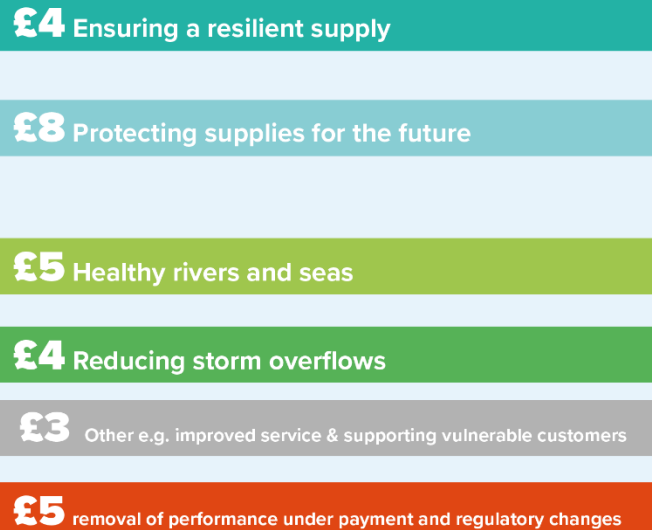 £4 Ensuring a resilient supply
£8 Protecting supplies for the future
£5 Healthy rivers and seas
£4 Reducing storm overflows
£3 Other e.g. improved service & supporting vulnerable customers
£5 removal of performance under payment and regulatory changes